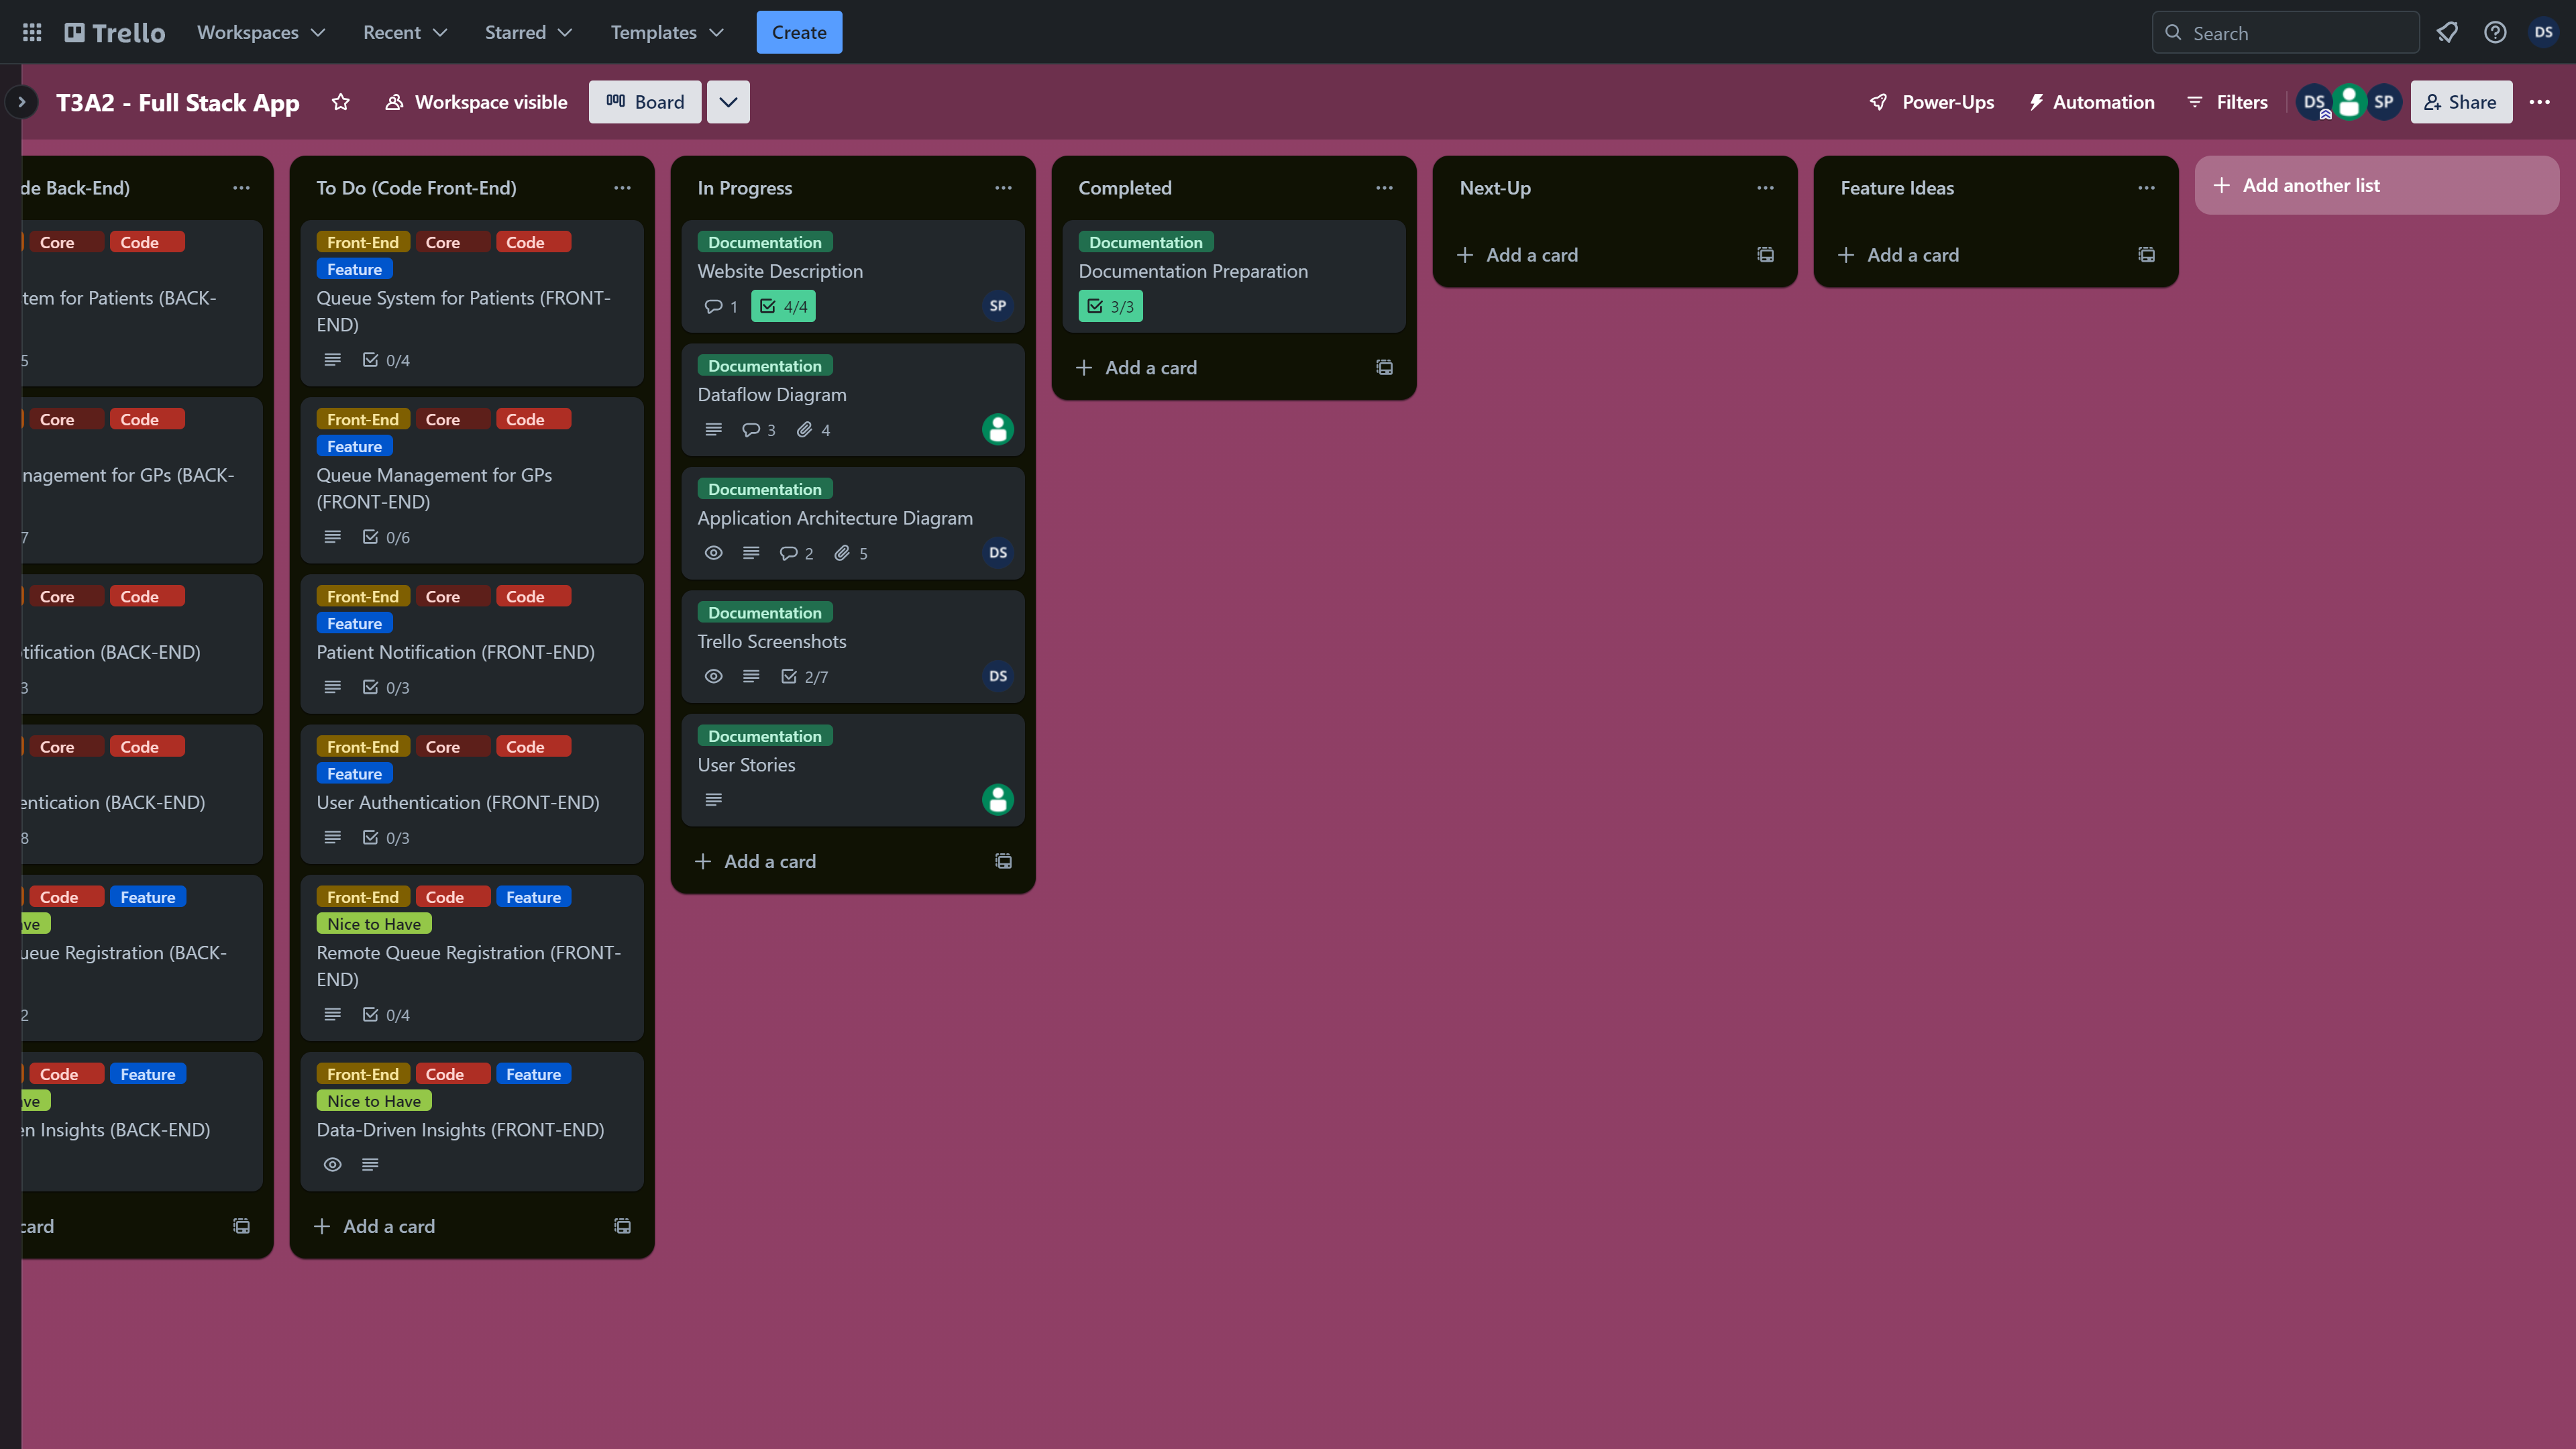 Trello
Workspaces
Recent
Starred
Templates
Create
Search
DS
T3A2 - Full Stack App
Workspace visible
Board
Power-Ups
Automation
Filters
DS
SP
Share
de Back-End)
Core Code
tem for Patients (BACK-
5
Core Code
nagement for GPs (BACK-
7
Core Code
tification (BACK-END)
3
Core Code
entication (BACK-END)
8
Code Feature
ve
ueue Registration (BACK-
2
Code Feature
ve
en Insights (BACK-END)
card
To Do (Code Front-End)
Front-End Core Code
Feature
Queue System for Patients (FRONT-
END)
0/4
Front-End Core Code
Feature
Queue Management for GPs
(FRONT-END)
0/6
Front-End Core Code
Feature
Patient Notification (FRONT-END)
0/3
Front-End Core Code
Feature
User Authentication (FRONT-END)
0/3
Front-End Code Feature
Nice to Have
Remote Queue Registration (FRONT-
END)
0/4
Front-End Code Feature
Nice to Have
Data-Driven Insights (FRONT-END)
Add a card
In Progress
Documentation
Website Description
1 4/4 SP
Documentation
Dataflow Diagram
3 4
Documentation
Application Architecture Diagram
2 5 DS
Documentation
Trello Screenshots
2/7 DS
Documentation
User Stories
Add a card
Completed
Documentation
Documentation Preparation
3/3
Add a card
Next-Up
Add a card
Feature Ideas
Add a card
Add another list